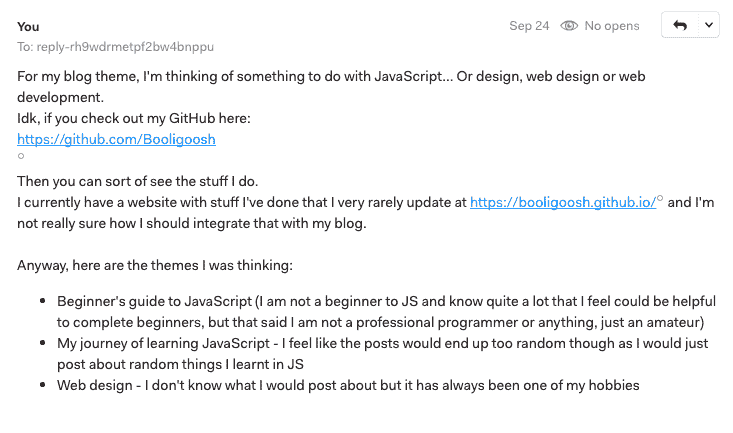 You
Sep 24 No opens
To: reply-rh9wdrmetpf2bw4bnppu
For my blog theme, I'm thinking of something to do with JavaScript... Or design, web design or web
development.
Idk, if you check out my GitHub here:
https://github.com/Booligoosh
Then you can sort of see the stuff I do.
I currently have a website with stuff I've done that I very rarely update at https://booligoosh.github.io/ and I'm
not really sure how I should integrate that with my blog.
Anyway, here are the themes I was thinking:
• Beginner's guide to JavaScript (I am not a beginner to JS and know quite a lot that I feel could be helpful
to complete beginners, but that said I am not a professional programmer or anything, just an amateur)
• My journey of learning JavaScript - I feel like the posts would end up too random though as I would just
post about random things I learnt in JS
• Web design - I don't know what I would post about but it has always been one of my hobbies